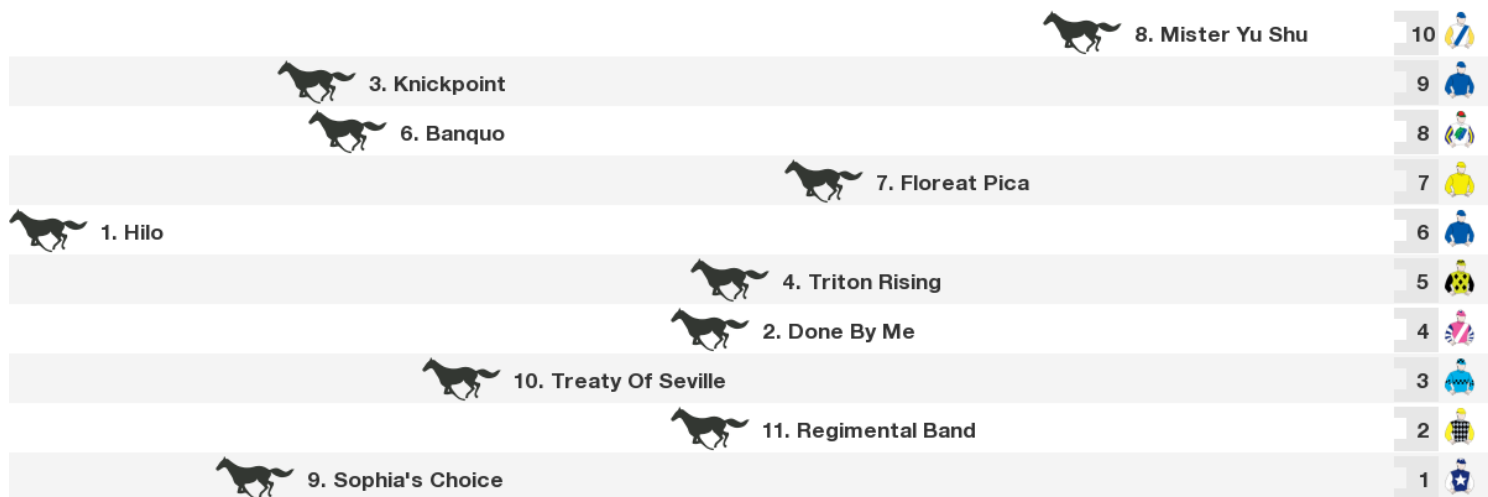 8. Mister Yu Shu 10
3. Knickpoint 9
6. Banquo 8
7. Floreat Pica 7
1. Hilo 6
4. Triton Rising 5
2. Done By Me 4
10. Treaty Of Seville 3
11. Regimental Band 2
9. Sophia's Choice 1